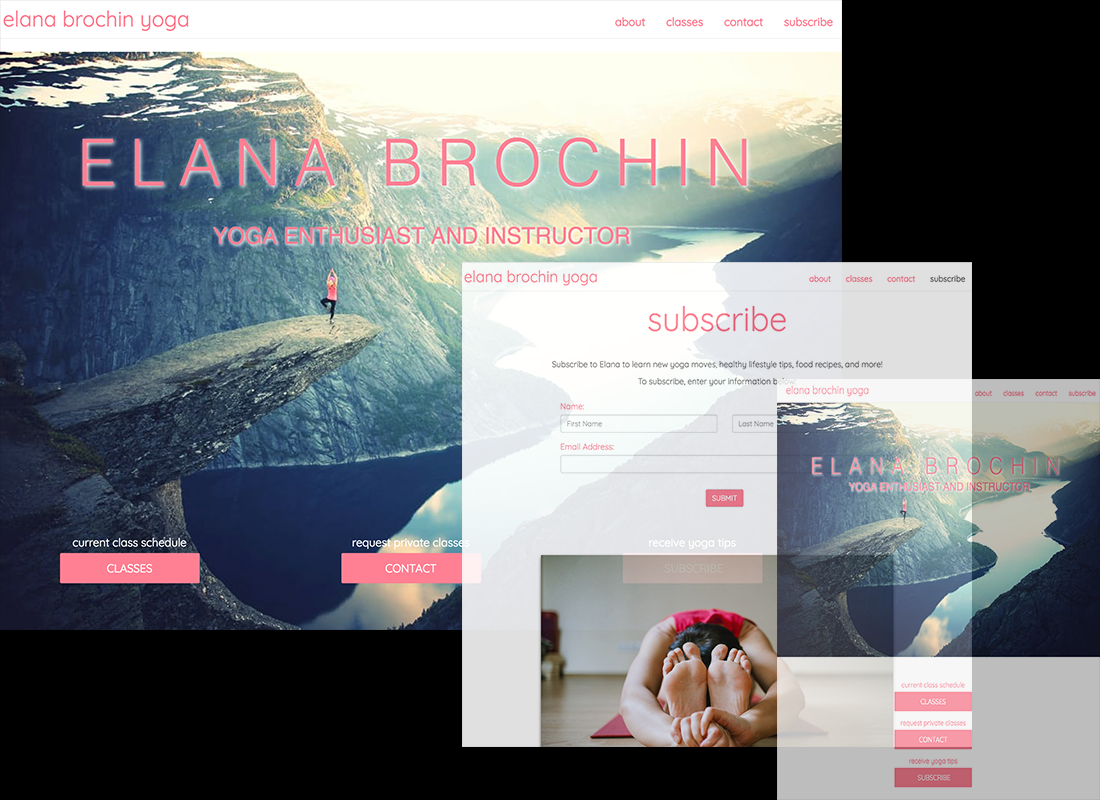 elana brochin yoga
about classes contact subscribe
ELANA BROCHIN
YOGA ENTHUSIAST AND INSTRUCTOR
current class schedule
CLASSES
request private classes
CONTACT
receive yoga tips
SUBSCRIBE
elana brochin yoga
about classes contact subscribe
subscribe
Subscribe to Elana to learn new yoga moves, healthy lifestyle tips, food recipes, and more!
To subscribe, enter your information below:
Name:
First Name
Last Name
Email Address:
SUBMIT
elana brochin yoga
about classes contact subscribe
ELANA BROCHIN
YOGA ENTHUSIAST AND INSTRUCTOR
current class schedule
CLASSES
request private classes
CONTACT
receive yoga tips
SUBSCRIBE